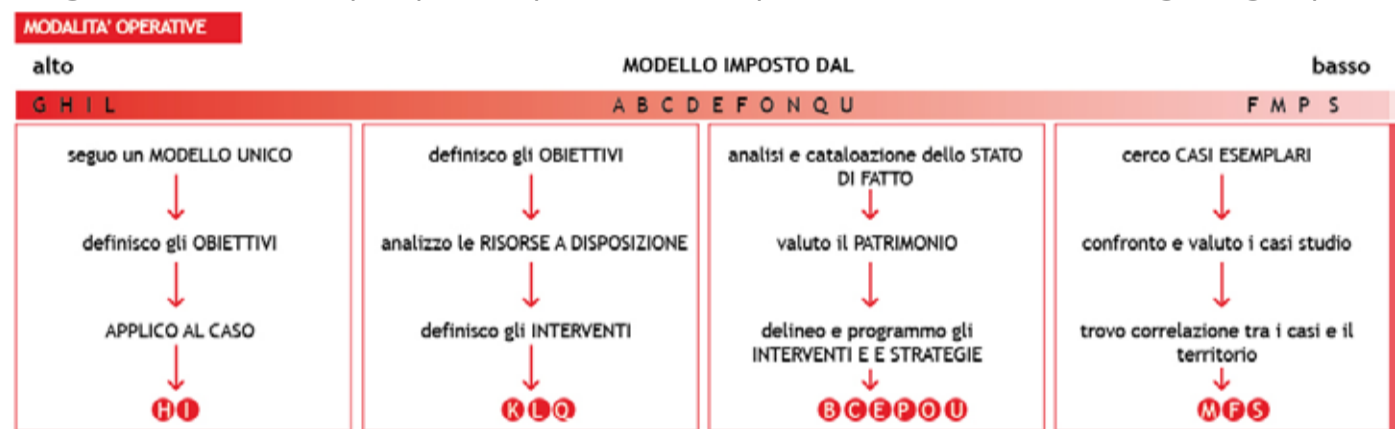 MODALITA' OPERATIVE
alto MODELLO IMPOSTO DAL basso
G H I L A B C D E F O N Q U F M P S
seguo un MODELLO UNICO
definisco gli OBIETTIVI
APPLICO AL CASO
H I
definisco gli OBIETTIVI
analizzo le RISORSE A DISPOSIZIONE
definisco gli INTERVENTI
K L Q
analisi e cataloazione dello STATO
DI FATTO
valuto il PATRIMONIO
delineo e programmo gli
INTERVENTI E E STRATEGIE
B C E P O U
cerco CASI ESEMPLARI
confronto e valuto i casi studio
trovo correlazione tra i casi e il
territorio
M F S